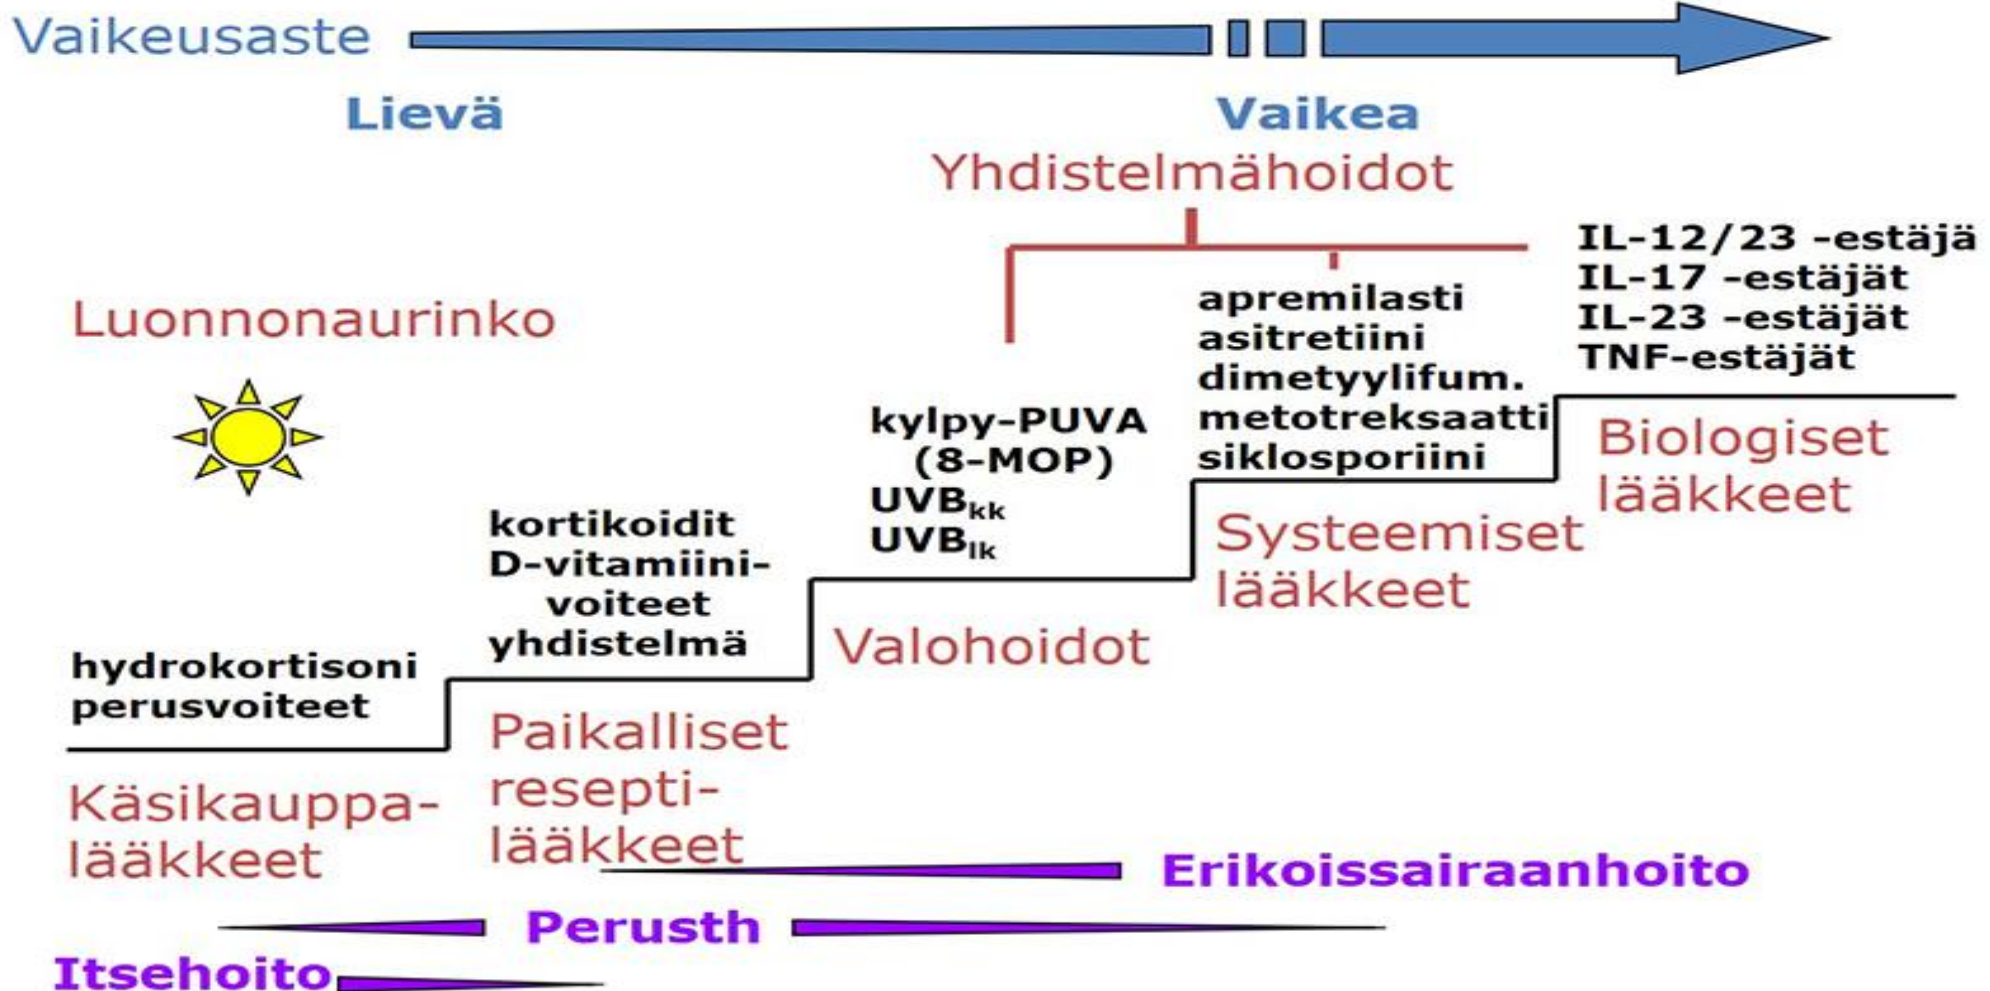 Vaikeusaste
Lievä
Vaikea
Yhdistelmähoidot
Luonnonaurinko
hydrokortisoni
perusvoiteet
Käsikauppa-
lääkkeet
kortikoidit
D-vitamiini-
voiteet
yhdistelmä
Paikalliset
resepti-
lääkkeet
kylpy-PUVA
(8-MOP)
UVBkk
UVBlk
Valohoidot
apremilasti
asitretiini
dimetyylifum.
metotreksaatti
siklosporiini
Systeemiset
lääkkeet
IL-12/23 -estäjä
IL-17 -estäjät
IL-23 -estäjät
TNF-estäjät
Biologiset
lääkkeet
Erikoissairaanhoito
Perusth
Itsehoito